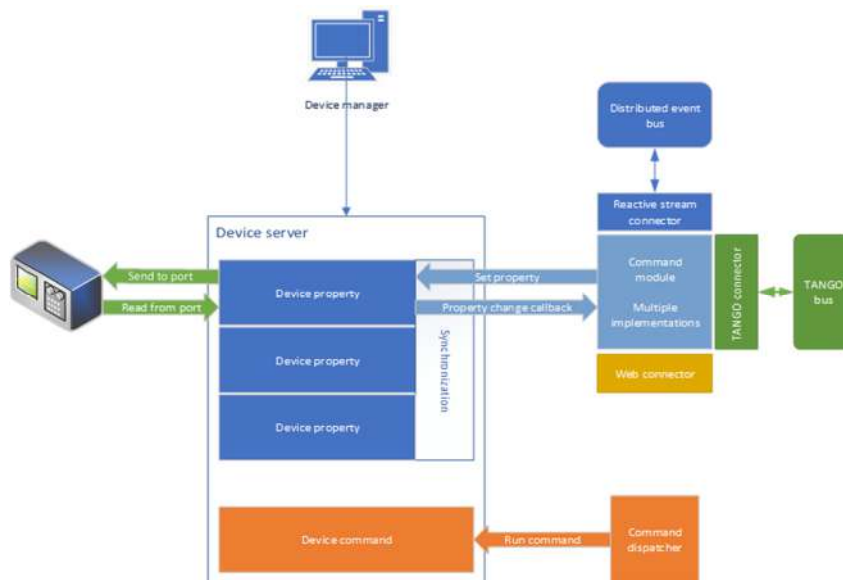 Device manager
Distributed event
bus
Reactive stream
connector
Device server
Send to port
Set property
Command
module
Device property
TANGO connector
TANGO
bus
Read from port
Property change callback
Multiple
implementations
Synchronization
Device property
Web connector
Device property
Device command
Run command
Command
dispatcher